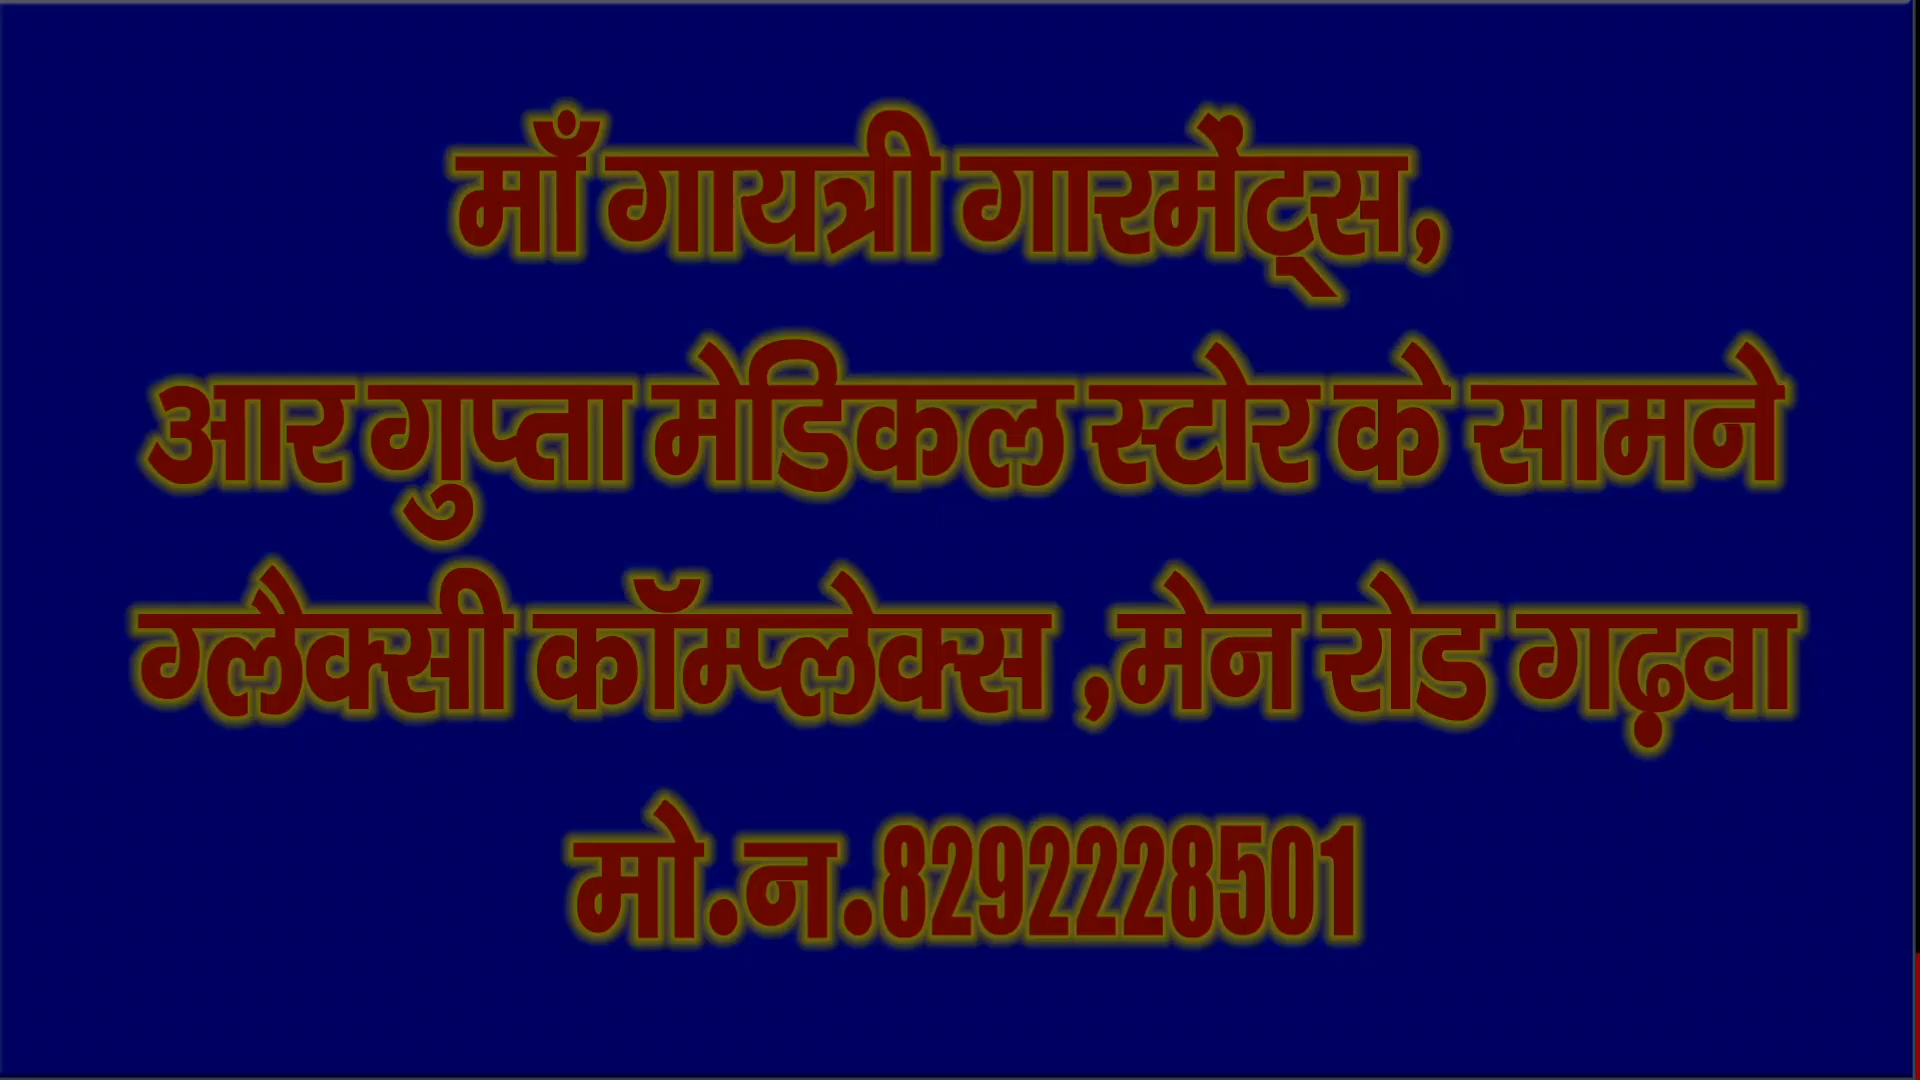 माँ गायत्री गारमेंट्स,
आर गुप्ता मेडिकल स्टोर के सामने
ग्लैक्सी कॉम्प्लेक्स ,मेन रोड गढ़वा
मो.न.8292228501